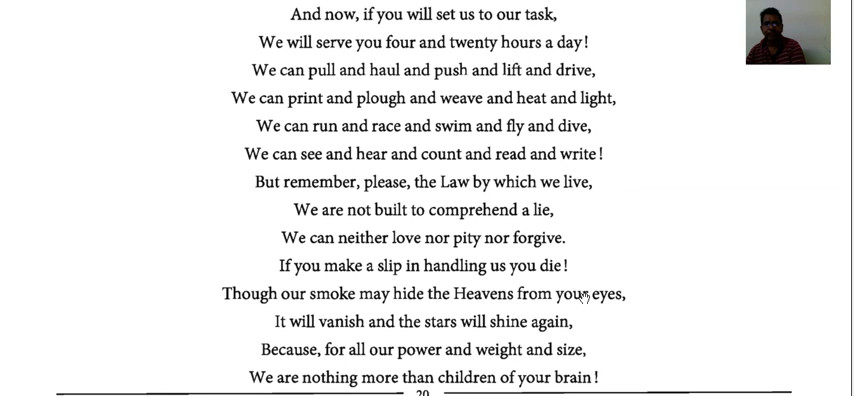 And now, if you will set us to our task,
We will serve you four and twenty hours a day!
We can pull and haul and push and lift and drive,
We can print and plough and weave and heat and light,
We can run and race and swim and fly and dive,
We can see and hear and count and read and write!
But remember, please, the Law by which we live,
We are not built to comprehend a lie,
We can neither love nor pity nor forgive.
If you make a slip in handling us you die!
Though our smoke may hide the Heavens from your eyes,
It will vanish and the stars will shine again,
Because, for all our power and weight and size,
We are nothing more than children of your brain!
20